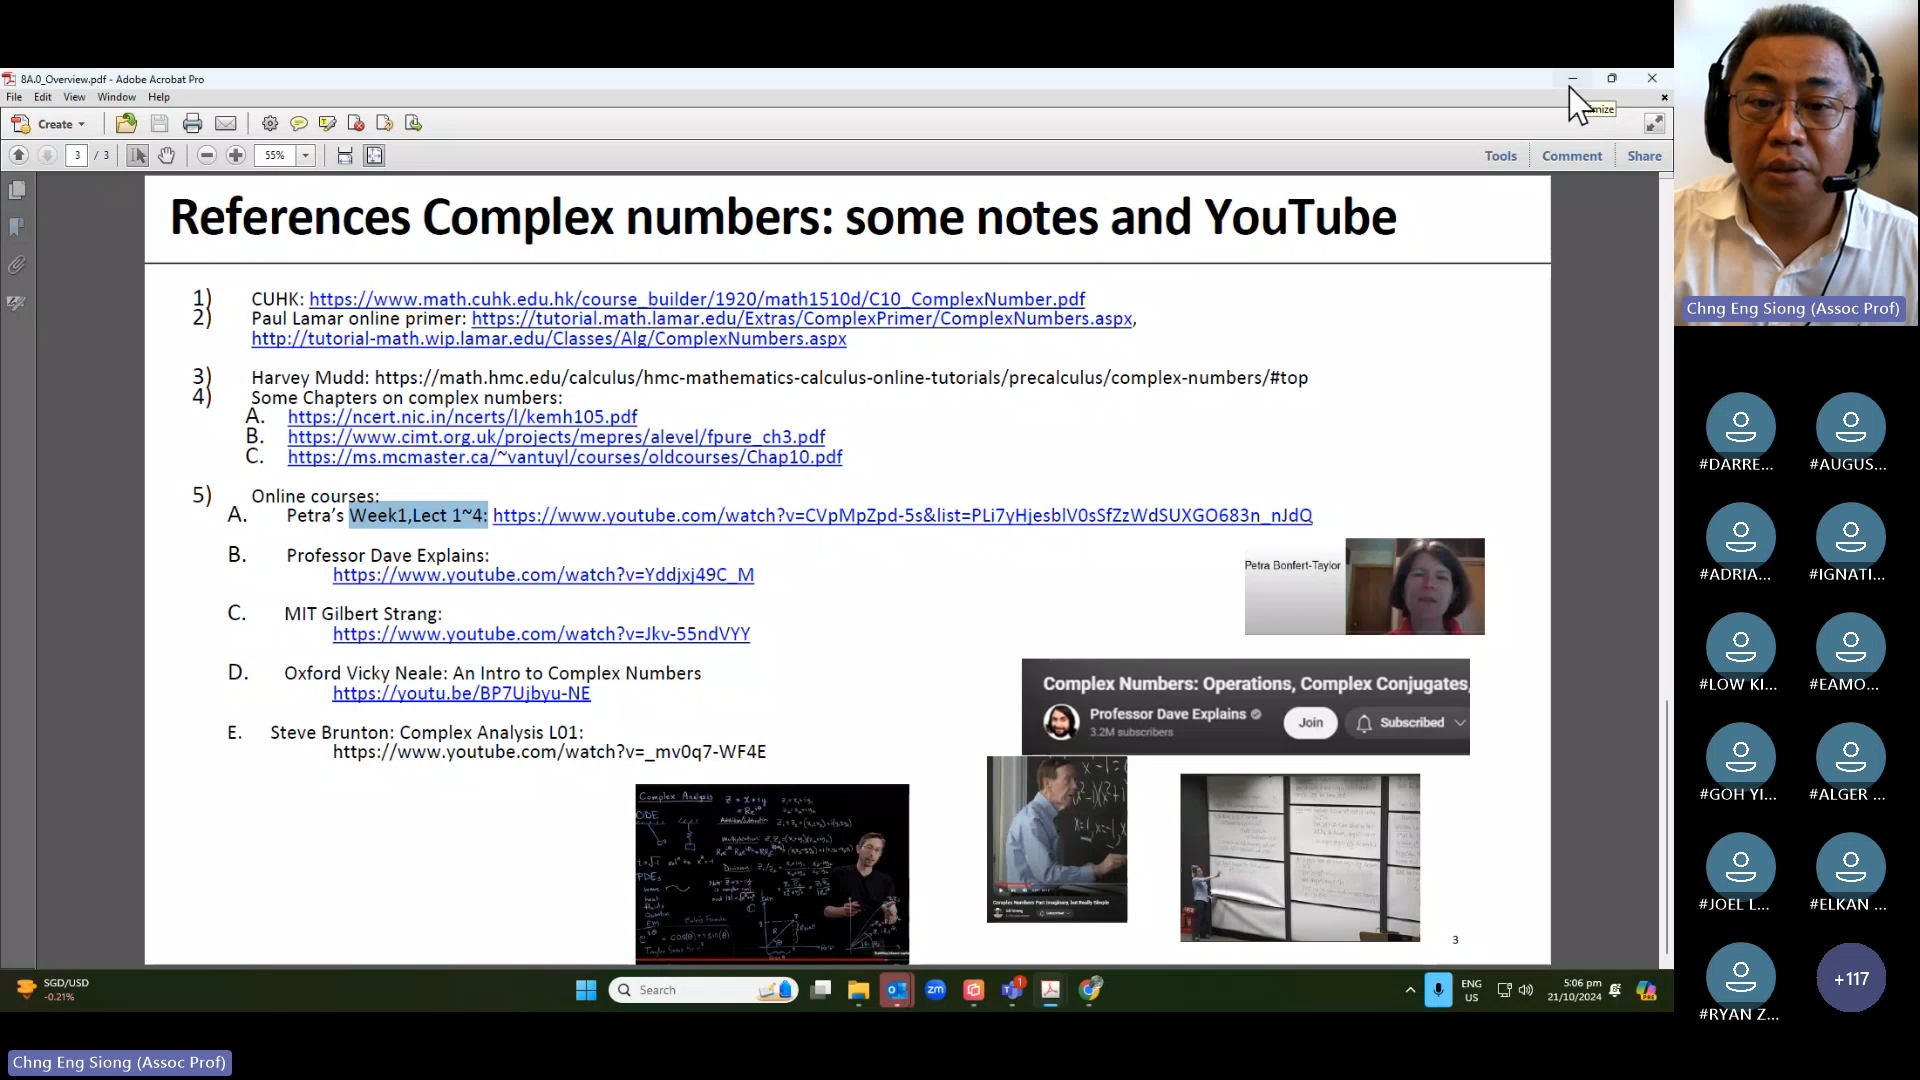 8A.0_Overview.pdf - Adobe Acrobat Pro
File Edit View Window Help
Create
3 / 3
55%
Tools Comment Share
References Complex numbers: some notes and YouTube
1) CUHK: https://www.math.cuhk.edu.hk/course_builder/1920/math1510d/C10_ComplexNumber.pdf
2) Paul Lamar online primer: https://tutorial.math.lamar.edu/Extras/ComplexPrimer/ComplexNumbers.aspx,
http://tutorial-math.wip.lamar.edu/Classes/Alg/ComplexNumbers.aspx
3) Harvey Mudd: https://math.hmc.edu/calculus/hmc-mathematics-calculus-online-tutorials/precalculus/complex-numbers/#top
4) Some Chapters on complex numbers:
A. https://ncert.nic.in/ncerts/l/kemh105.pdf
B. https://www.cimt.org.uk/projects/mepres/alevel/fpure_ch3.pdf
C. https://ms.mcmaster.ca/~vantuyl/courses/oldcourses/Chap10.pdf
5) Online courses:
A. Petra's Week1,Lect 1~4: https://www.youtube.com/watch?v=CVpMpZpd-5s&list=PLi7yHjesblV0sSfZzWdSUXGO683n_nJdQ
B. Professor Dave Explains:
https://www.youtube.com/watch?v=Yddjxj49C_M
C. MIT Gilbert Strang:
https://www.youtube.com/watch?v=Jkv-55ndVYY
D. Oxford Vicky Neale: An Intro to Complex Numbers
https://youtu.be/BP7Ujbyu-NE
E. Steve Brunton: Complex Analysis L01:
https://www.youtube.com/watch?v=_mv0q7-WF4E
Petra Bonfert-Taylor
Complex Numbers: Operations, Complex Conjugates,
Professor Dave Explains
3.2M subscribers
Join
Subscribed
Complex Analysis
Complex Numbers Part Imaginary, but Really Simple
3
SGD/USD
-0.21%
Search
zm
1
ENG
US
5:06 pm
21/10/2024
Chng Eng Siong (Assoc Prof)
#DARRE... #AUGUS...
#ADRIA... #IGNATI...
#LOW KI... #EAMO...
#GOH YI... #ALGER ...
#JOEL L... #ELKAN ...
#RYAN Z... +117
Chng Eng Siong (Assoc Prof)